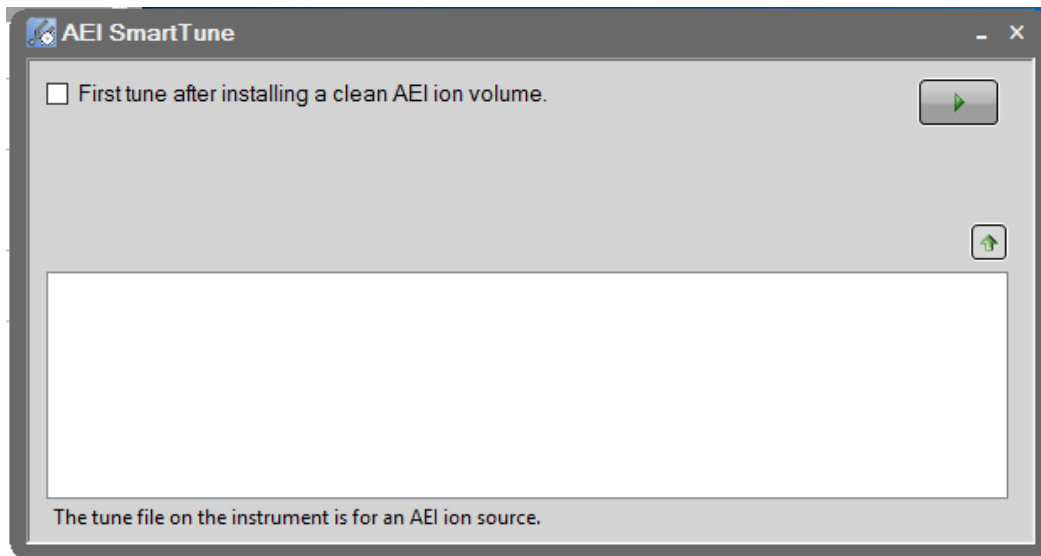 AEI SmartTune
First tune after installing a clean AEI ion volume.
The tune file on the instrument is for an AEI ion source.